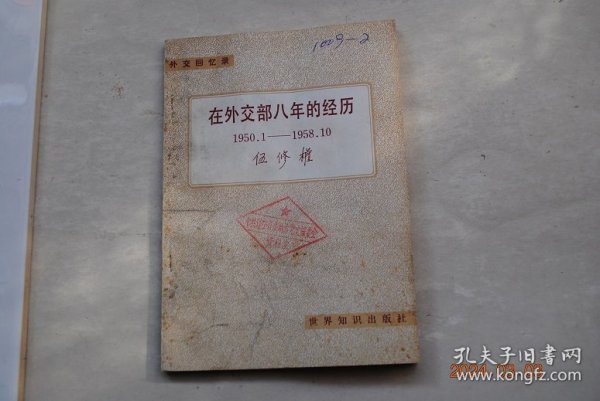 1009-2
外交回忆录
在外交部八年的经历
1950.1——1958.10
伍修权
世界知识出版社
孔夫子旧书网
www.kongfz.com